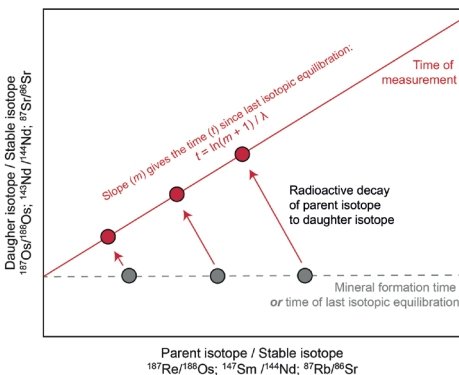 Daugher isotope / Stable isotope
¹⁸⁷Os/¹⁸⁸Os; ¹⁴³Nd /¹⁴⁴Nd; ⁸⁷Sr/⁸⁶Sr
Slope (m) gives the time (t) since last isotopic equilibration:
t = ln(m + 1) / λ
Time of
measurement
Radioactive decay
of parent isotope
to daughter isotope
Mineral formation time
or time of last isotopic equilibration
Parent isotope / Stable isotope
¹⁸⁷Re/¹⁸⁸Os; ¹⁴⁷Sm /¹⁴⁴Nd; ⁸⁷Rb/⁸⁶Sr